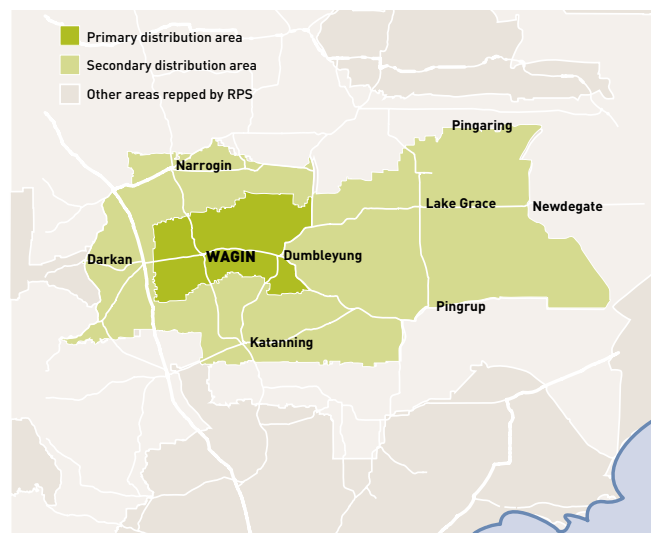 Primary distribution area
Secondary distribution area
Other areas repped by RPS
Pingaring
Narrogin
Lake Grace
Newdegate
Darkan
WAGIN
Dumbleyung
Pingrup
Katanning